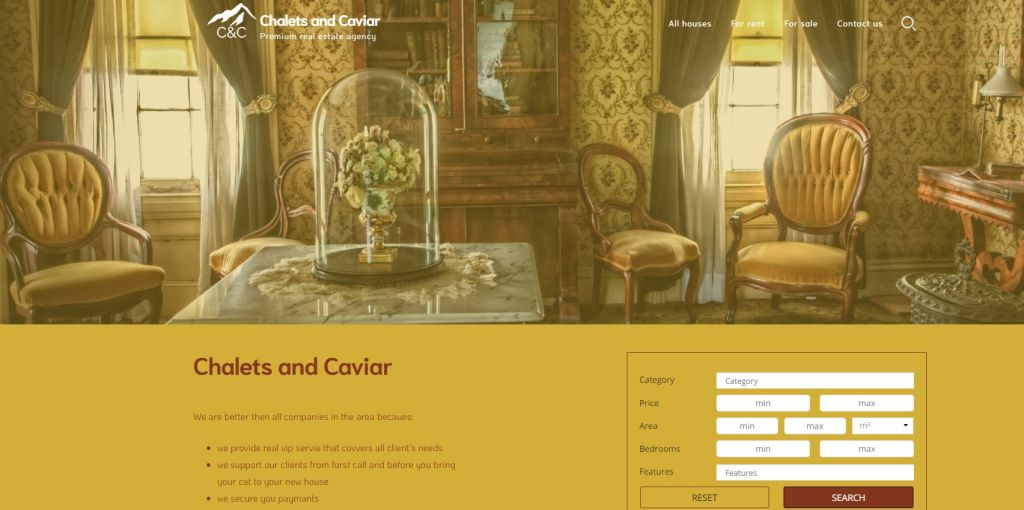 Chalets and Caviar
C&C
Premium real estate agency
All houses
For rent
For sale
Contact us
Chalets and Caviar
We are better then all companies in the area becaues:
we provide real vip servie that covvers all client's needs
we support our clients from forst call and before you bring
your cat to your new house
we secure you paymants
Category
Category
Price
min
max
Area
min
max
m²
Bedrooms
min
max
Features
Features
RESET
SEARCH